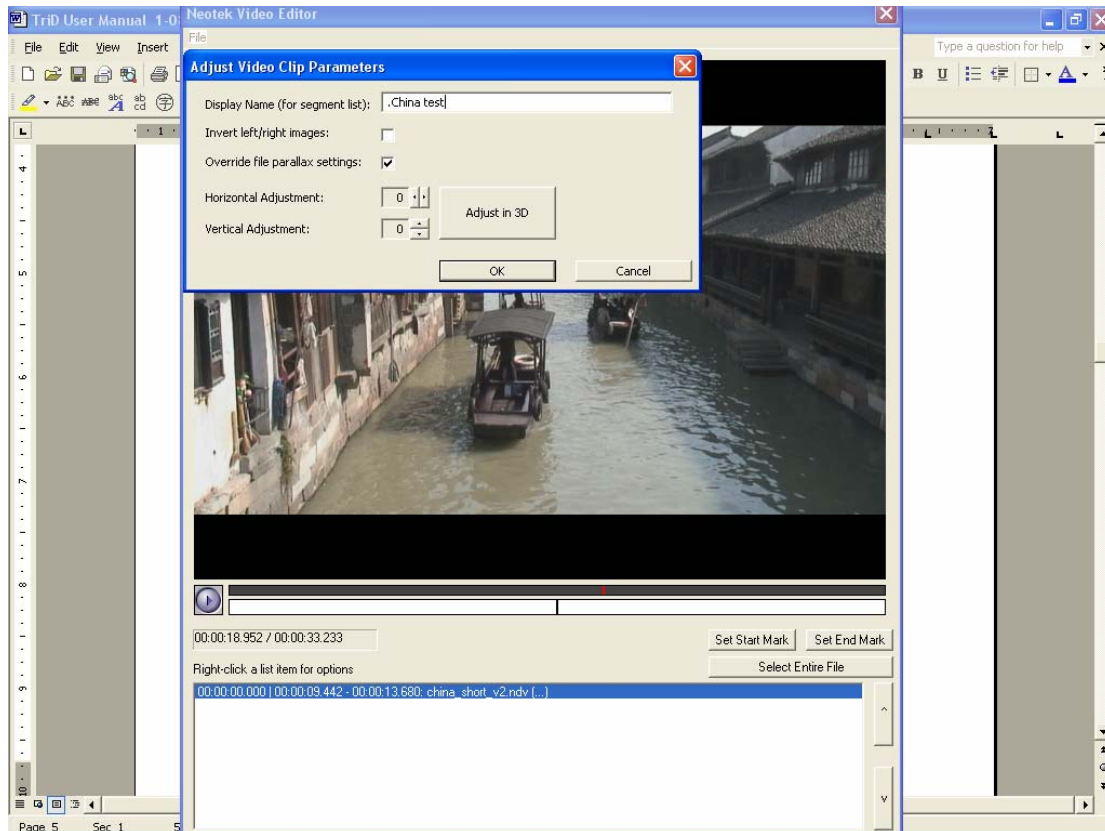 TriD User Manual 1-0
Neotek Video Editor
File Edit View Insert
File
Type a question for help
Adjust Video Clip Parameters
B U A
abc
Display Name (for segment list): .China test
Invert left/right images:
Override file parallax settings:
Horizontal Adjustment: 0
Adjust in 3D
Vertical Adjustment: 0
OK Cancel
00:00:18.952 / 00:00:33.233
Set Start Mark Set End Mark
Right-click a list item for options
Select Entire File
00:00:00.000 | 00:00:09.442 - 00:00:13.680: china_short_v2.ndv (...)
Page 5 Sec 1 5